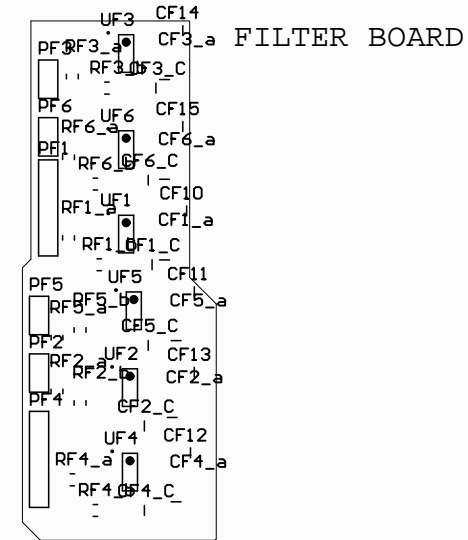 CF14
UF3
CF3_a FILTER BOARD
PF3 RF3_a
RF3_b CF3_C
PF6 CF15
UF6
RF6_a CF6_a
PF1
RF6_b CF6_C
UF1 CF10
RF1_a CF1_a
RF1_b CF1_C
UF5 CF11
PF5
RF5_a RF5_b CF5_a
CF5_C
PF2 UF2 CF13
RF2_a
RF2_b CF2_a
PF4 CF2_C
UF4 CF12
RF4_a CF4_a
RF4_b CF4_C